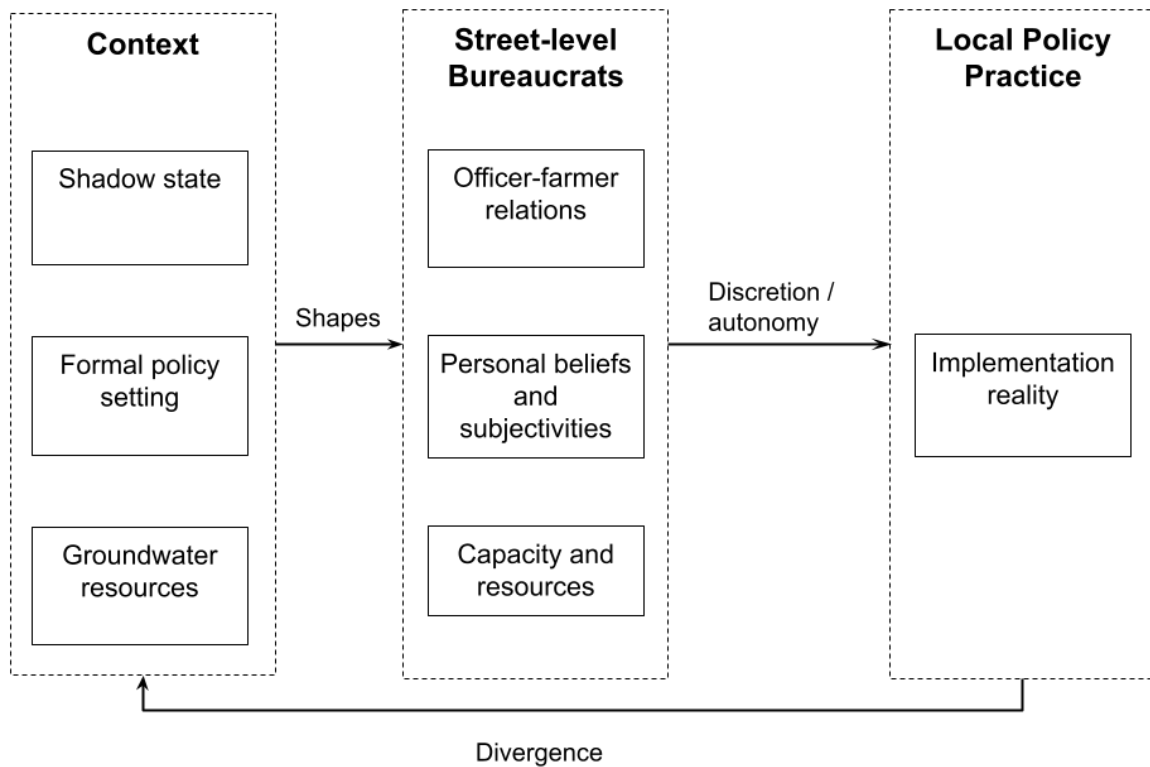 Context
Shadow state
Formal policy
setting
Groundwater
resources
Shapes
Street-level
Bureaucrats
Officer-farmer
relations
Personal beliefs
and
subjectivities
Capacity and
resources
Discretion /
autonomy
Local Policy
Practice
Implementation
reality
Divergence